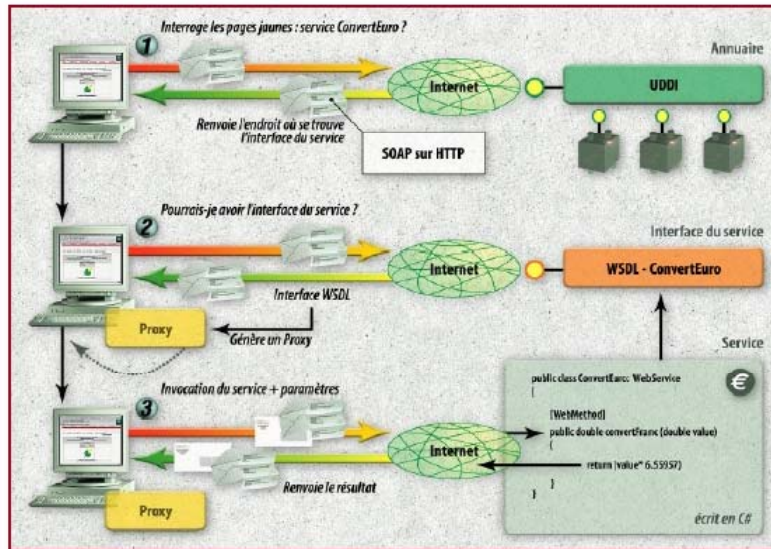 1
Interroge les pages jaunes : service ConvertEuro ?
Internet
Annuaire
UDDI
Renvoie l'endroit où se trouve
l'interface du service
SOAP sur HTTP
2
Pourrais-je avoir l'interface du service ?
Internet
Interface du service
WSDL - ConvertEuro
Interface WSDL
Proxy
Génère un Proxy
Service
3
Invocation du service + paramètres
Internet
Renvoie le résultat
Proxy
public class ConvertEuro: WebService
{
[WebMethod]
public double convertFranc (double value)
{
return (value* 6.55957)
}
}
€
écrit en C#